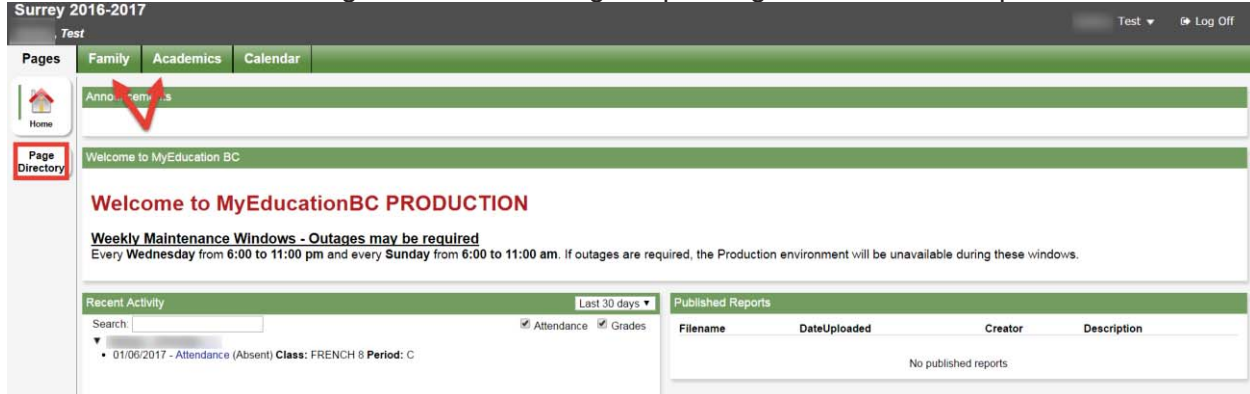 Surrey 2016-2017
, Test
Test ▼ Log Off
Pages Family Academics Calendar
Home
Page Directory
Announcements
Welcome to MyEducation BC
Welcome to MyEducationBC PRODUCTION
Weekly Maintenance Windows - Outages may be required
Every Wednesday from 6:00 to 11:00 pm and every Sunday from 6:00 to 11:00 am. If outages are required, the Production environment will be unavailable during these windows.
Recent Activity Last 30 days ▼
Search: Attendance Grades
▼
• 01/06/2017 - Attendance (Absent) Class: FRENCH 8 Period: C
Published Reports
Filename DateUploaded Creator Description
No published reports